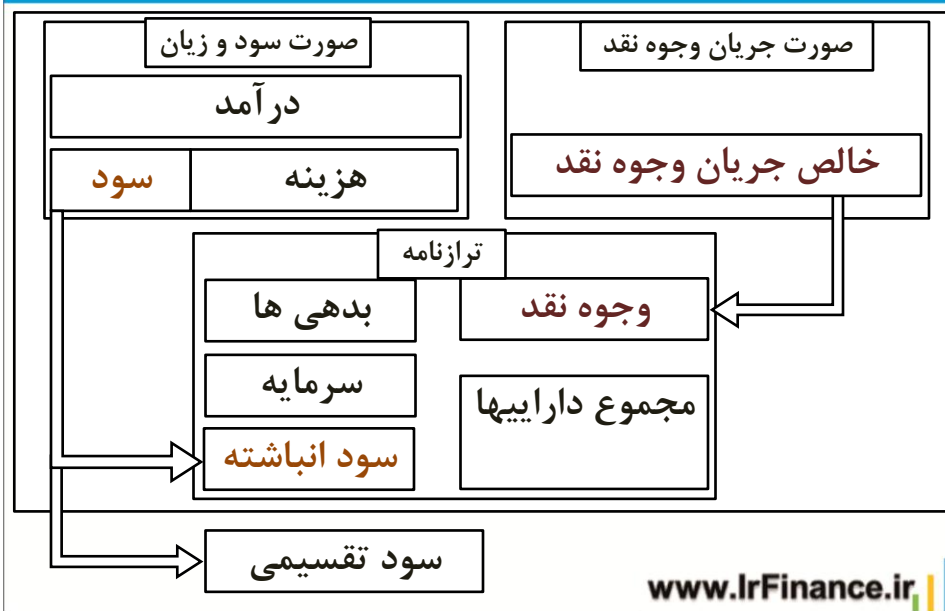 صورت جریان وجوه نقد
خالص جریان وجوه نقد
صورت سود و زیان
درآمد
هزینه
سود
ترازنامه
وجوه نقد
مجموع داراییها
بدهی ها
سرمایه
سود انباشته
سود تقسیمی
www.IrFinance.ir